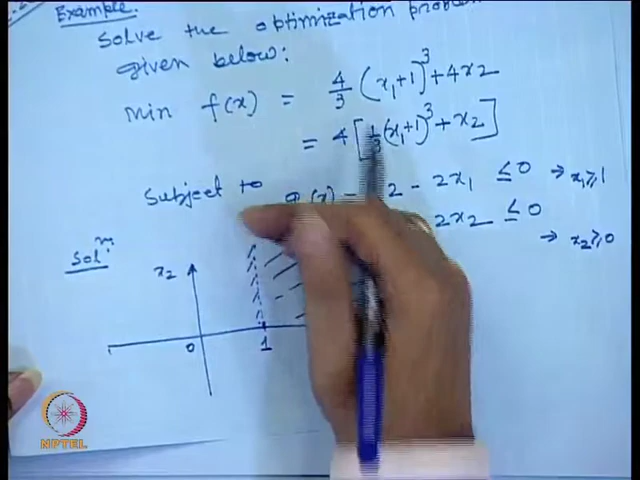 Example.
Solve the optimization
given below:
min f(x) = 4/3 (x₁+1)³ + 4x₂
= 4[1/3(x₁+1)³ + x₂]
Subject to 2 - 2x₁ ≤ 0 → x₁ ≥ 1
2x₂ ≤ 0
→ x₂ ≥ 0
Solⁿ:
x₂
0
1
NPTEL